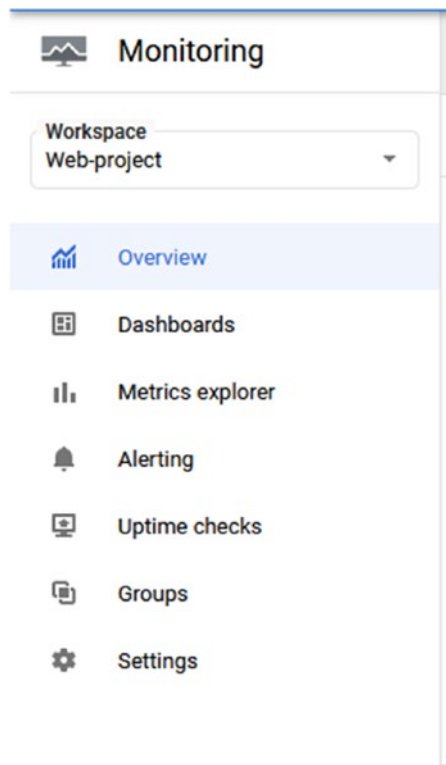 Monitoring
Workspace
Web-project
Overview
Dashboards
Metrics explorer
Alerting
Uptime checks
Groups
Settings